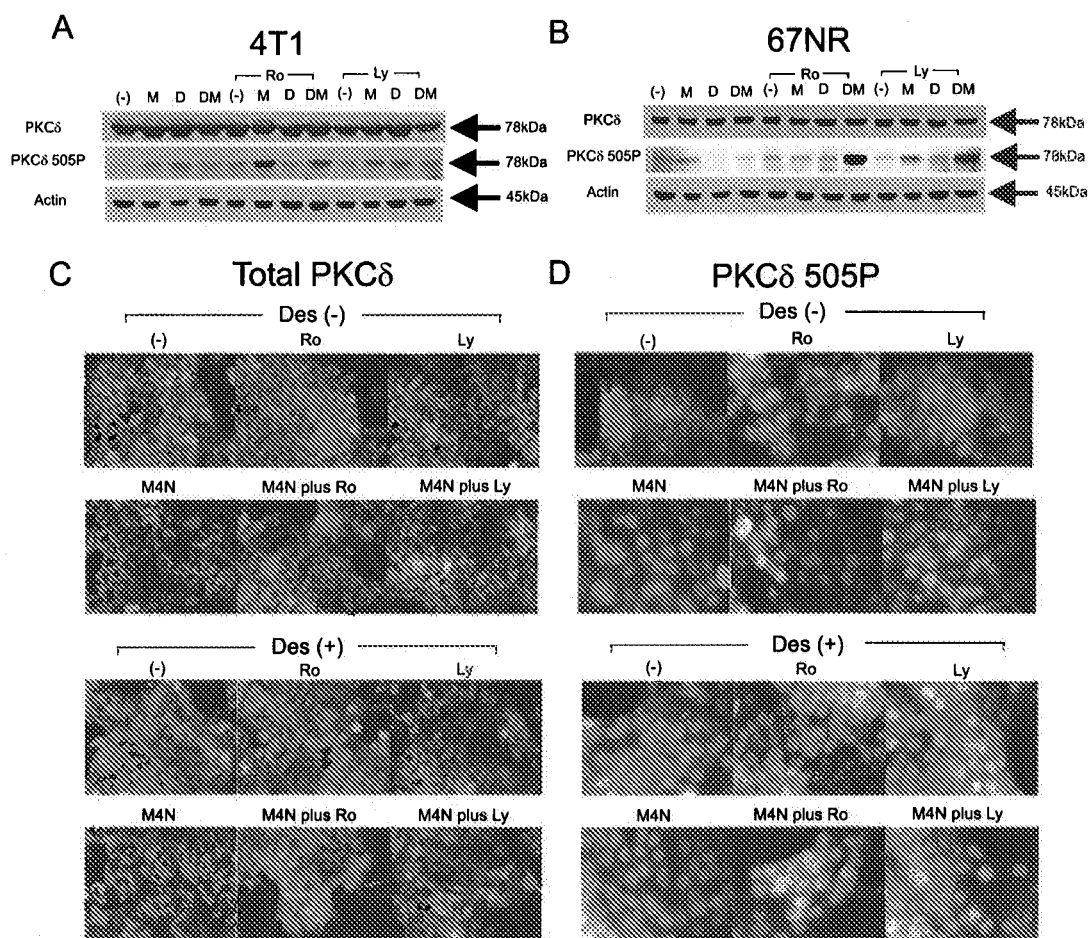 A
4T1
Ro Ly
(-) M D DM (-) M D DM (-) M D DM
PKCδ 78kDa
PKCδ 505P 78kDa
Actin 45kDa
B
67NR
Ro Ly
(-) M D DM (-) M D DM (-) M D DM
PKCδ 78kDa
PKCδ 505P 78kDa
Actin 45kDa
C Total PKCδ
Des (-)
(-) Ro Ly
M4N M4N plus Ro M4N plus Ly
Des (+)
(-) Ro Ly
M4N M4N plus Ro M4N plus Ly
D PKCδ 505P
Des (-)
(-) Ro Ly
M4N M4N plus Ro M4N plus Ly
Des (+)
(-) Ro Ly
M4N M4N plus Ro M4N plus Ly